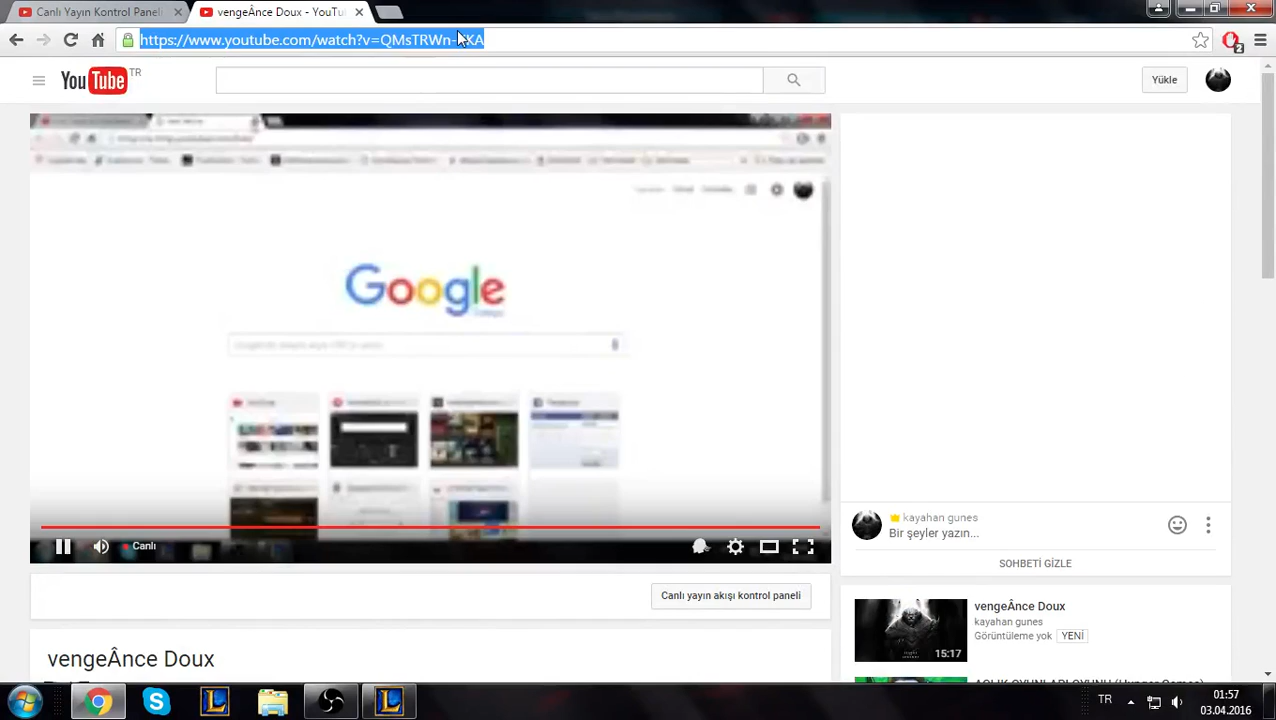 Canlı Yayın Kontrol Paneli
vengeÂnce Doux - YouTu
https://www.youtube.com/watch?v=QMsTRWn-
YouTube TR
Yükle
Google
kayahan gunes
Bir şeyler yazın...
SOHBETİ GİZLE
Canlı
Canlı yayın akışı kontrol paneli
vengeÂnce Doux
kayahan gunes
Görüntüleme yok YENİ
15:17
vengeÂnce Doux
TR
01:57
03.04.2016